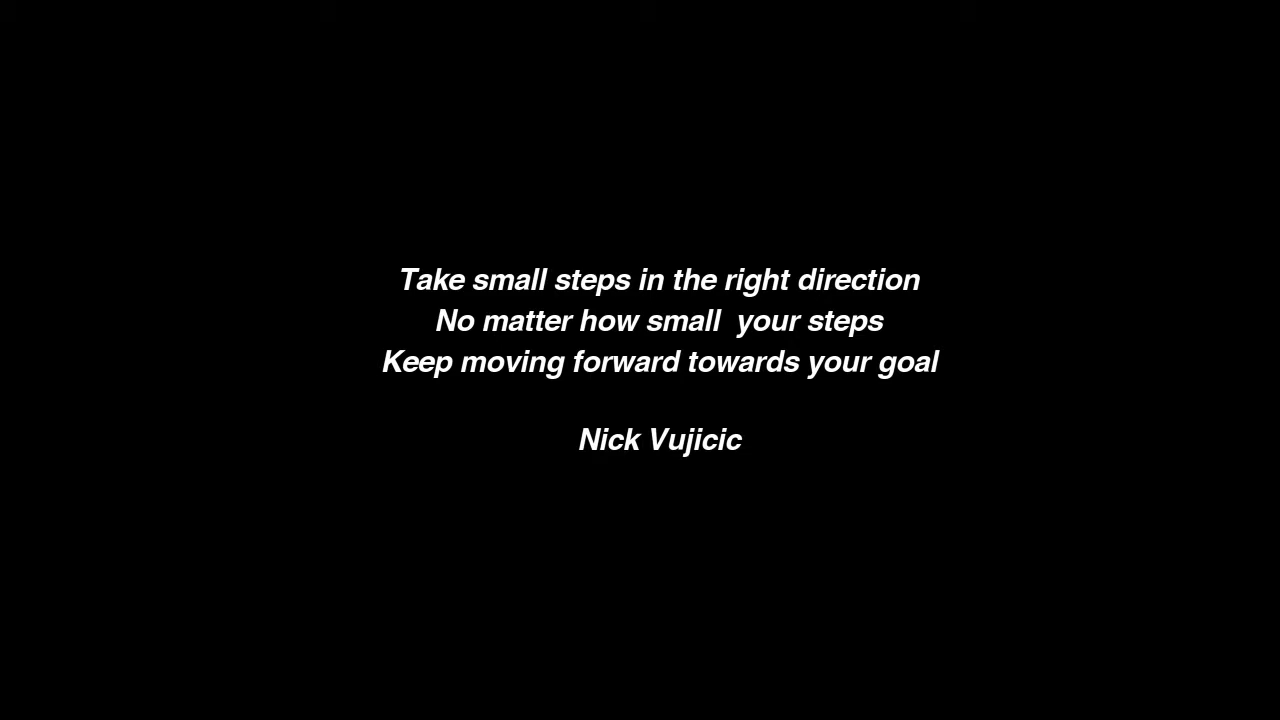 Take small steps in the right direction
No matter how small  your steps
Keep moving forward towards your goal
Nick Vujicic